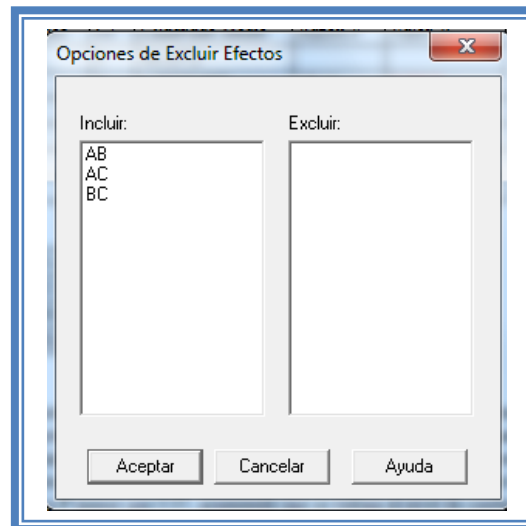 Opciones de Excluir Efectos
Incluir: Excluir:
AB
AC
BC
Aceptar Cancelar Ayuda